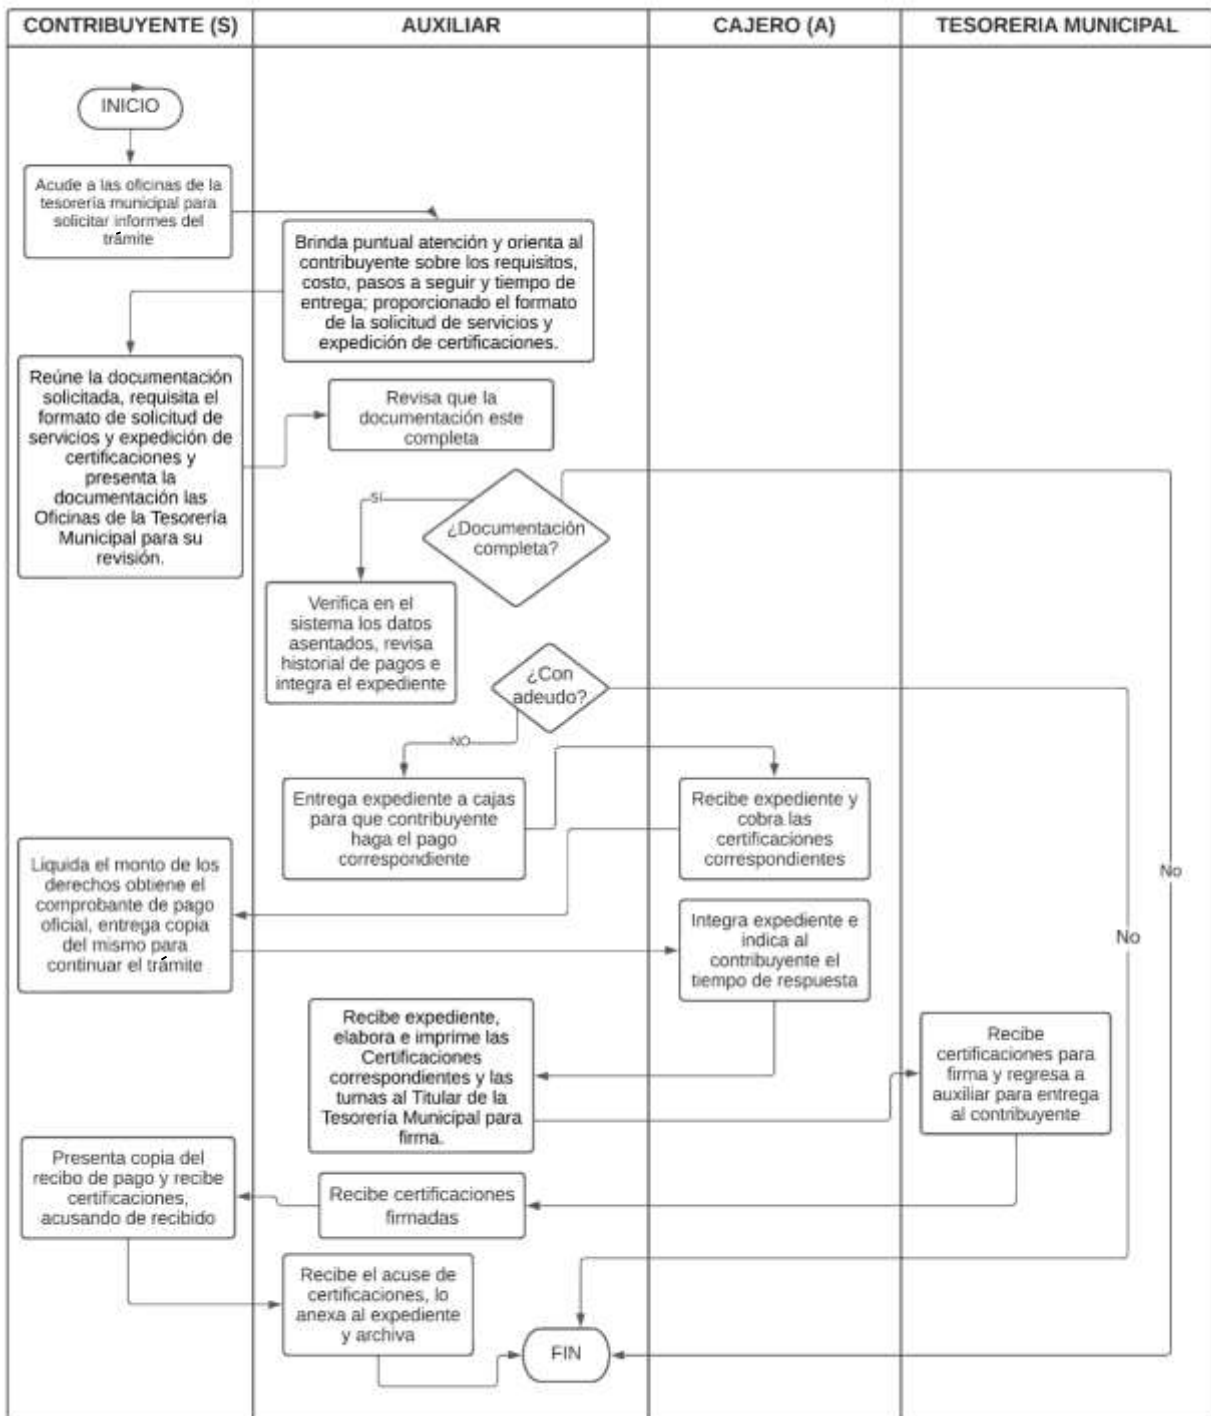 CONTRIBUYENTE (S)
AUXILIAR
CAJERO (A)
TESORERIA MUNICIPAL
INICIO
Acude a las oficinas de la
tesorería municipal para
solicitar informes del
trámite
Brinda puntual atención y orienta al
contribuyente sobre los requisitos,
costo, pasos a seguir y tiempo de
entrega; proporcionado el formato
de la solicitud de servicios y
expedición de certificaciones.
Reúne la documentación
solicitada, requisita el
formato de solicitud de
servicios y expedición de
certificaciones y
presenta la
documentación las
Oficinas de la Tesorería
Municipal para su
revisión.
Revisa que la
documentación este
completa
¿Documentación
completa?
SI
Verifica en el
sistema los datos
asentados, revisa
historial de pagos e
integra el expediente
¿Con
adeudo?
NO
Entrega expediente a cajas
para que contribuyente
haga el pago
correspondiente
Recibe expediente y
cobra las
certificaciones
correspondientes
Liquida el monto de los
derechos obtiene el
comprobante de pago
oficial, entrega copia
del mismo para
continuar el trámite
No
Integra expediente e
indica al
contribuyente el
tiempo de respuesta
No
Recibe expediente,
elabora e imprime las
Certificaciones
correspondientes y las
turnas al Titular de la
Tesorería Municipal para
firma.
Recibe
certificaciones para
firma y regresa a
auxiliar para entrega
al contribuyente
Presenta copia del
recibo de pago y recibe
certificaciones,
acusando de recibido
Recibe certificaciones
firmadas
Recibe el acuse de
certificaciones, lo
anexa al expediente
y archiva
FIN